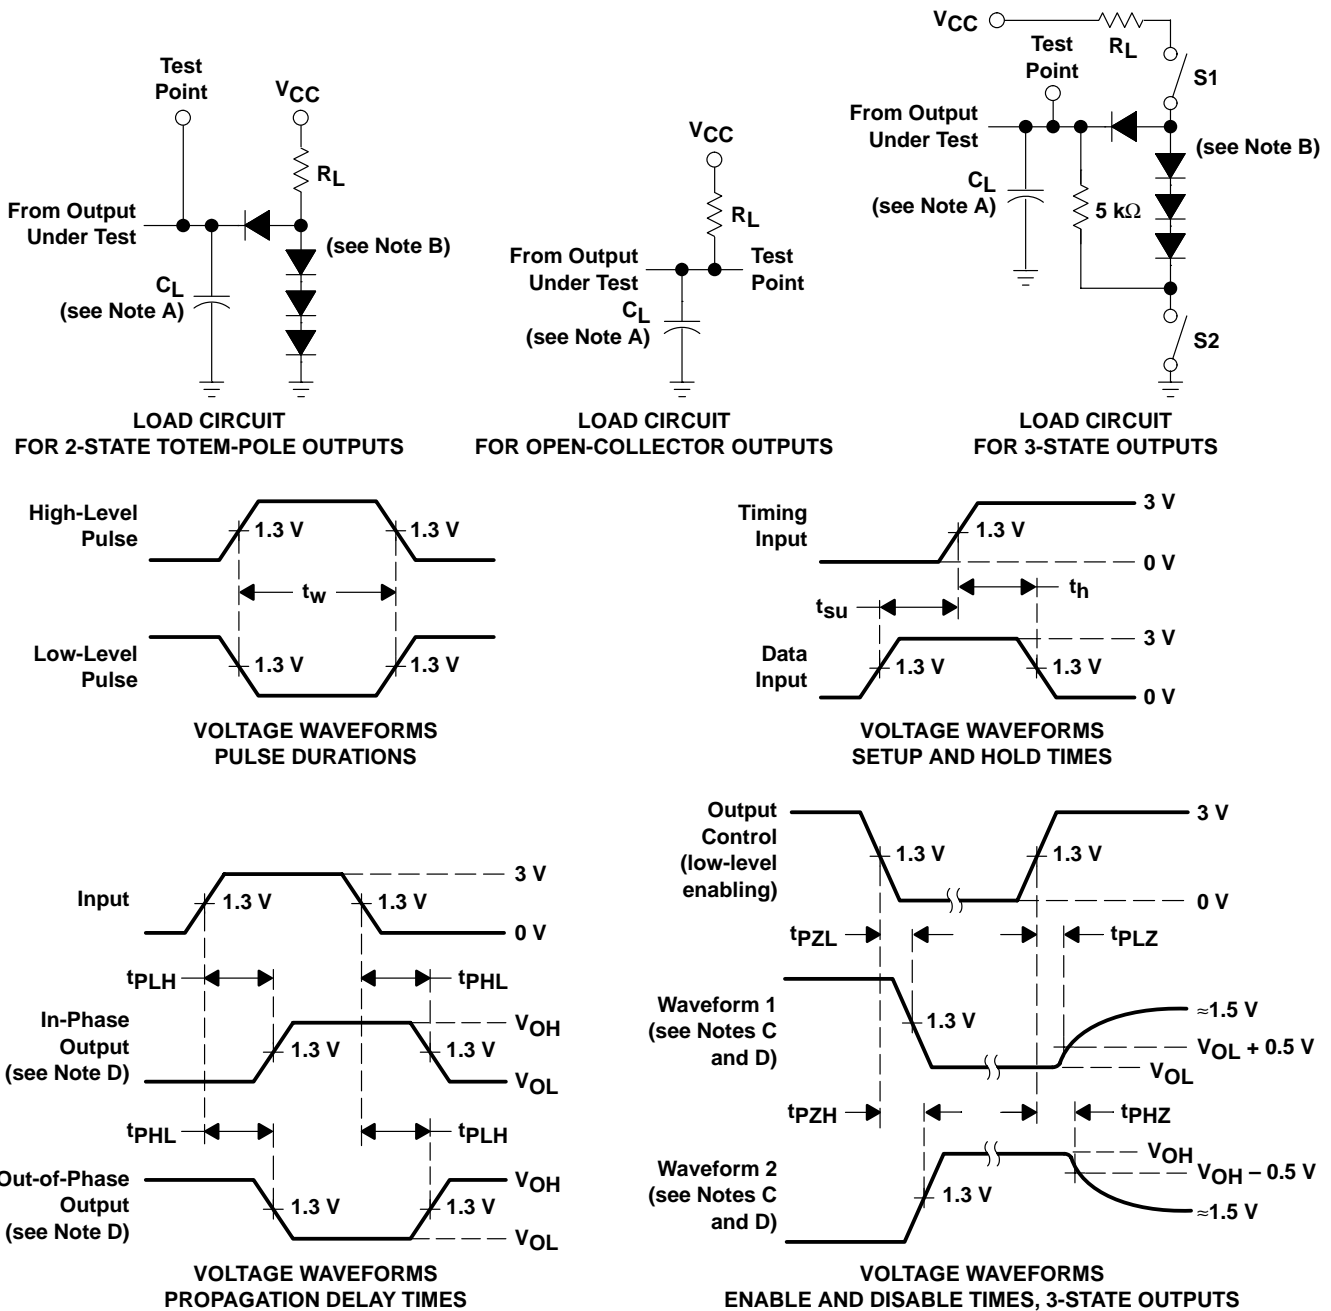 Test
Point
VCC
RL
From Output
Under Test
(see Note B)
CL
(see Note A)
LOAD CIRCUIT
FOR 2-STATE TOTEM-POLE OUTPUTS
VCC
RL
From Output
Under Test
Test
Point
CL
(see Note A)
LOAD CIRCUIT
FOR OPEN-COLLECTOR OUTPUTS
VCC
RL
Test
Point
S1
From Output
Under Test
(see Note B)
CL
(see Note A)
5 kΩ
S2
LOAD CIRCUIT
FOR 3-STATE OUTPUTS
High-Level
Pulse
1.3 V
1.3 V
tw
Low-Level
Pulse
1.3 V
1.3 V
VOLTAGE WAVEFORMS
PULSE DURATIONS
Timing
Input
3 V
1.3 V
0 V
th
tsu
Data
Input
3 V
1.3 V
1.3 V
0 V
VOLTAGE WAVEFORMS
SETUP AND HOLD TIMES
Input
3 V
1.3 V
1.3 V
0 V
tPLH
tPHL
In-Phase
Output
(see Note D)
VOH
1.3 V
1.3 V
VOL
tPHL
tPLH
Out-of-Phase
Output
(see Note D)
VOH
1.3 V
1.3 V
VOL
VOLTAGE WAVEFORMS
PROPAGATION DELAY TIMES
Output
Control
(low-level
enabling)
3 V
1.3 V
1.3 V
0 V
tPZL
tPLZ
Waveform 1
(see Notes C
and D)
1.3 V
≈1.5 V
VOL + 0.5 V
VOL
tPZH
tPHZ
Waveform 2
(see Notes C
and D)
1.3 V
VOH
VOH − 0.5 V
≈1.5 V
VOLTAGE WAVEFORMS
ENABLE AND DISABLE TIMES, 3-STATE OUTPUTS